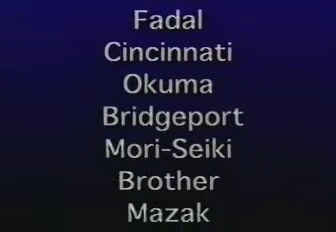 Fadal
Cincinnati
Okuma
Bridgeport
Mori-Seiki
Brother
Mazak